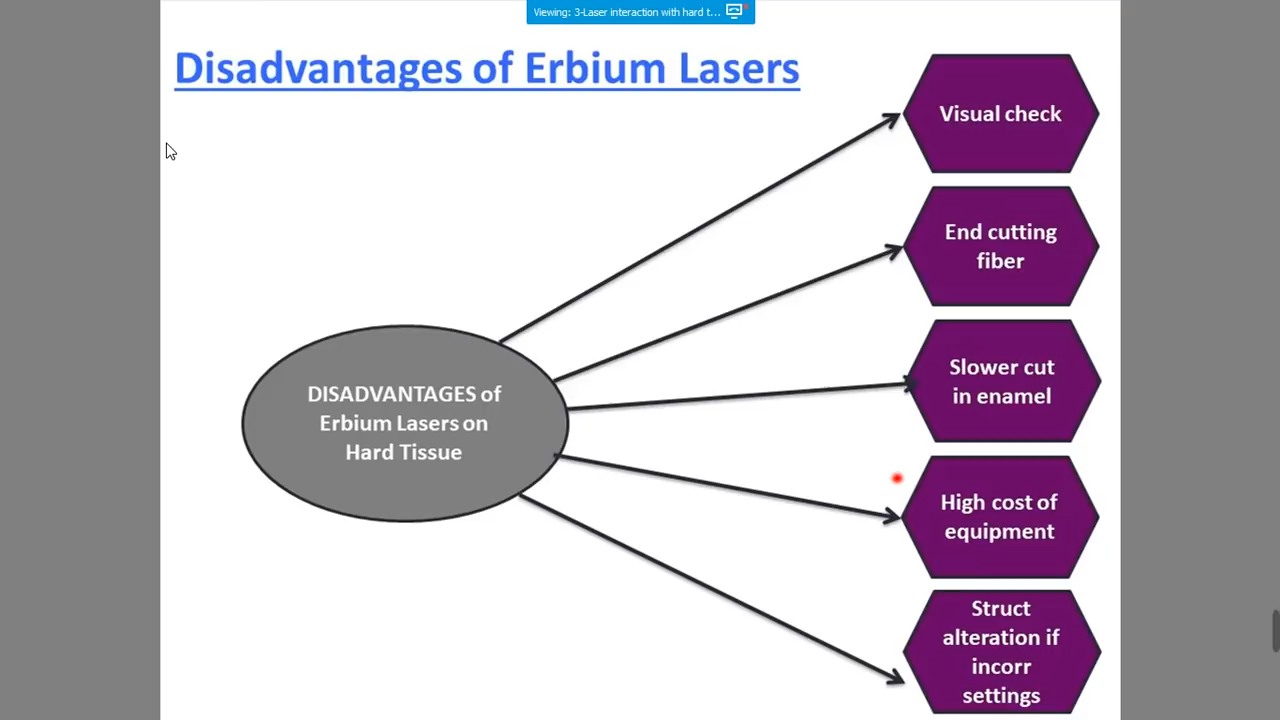 Viewing: 3-Laser interaction with hard t...
Disadvantages of Erbium Lasers
Visual check
End cutting
fiber
Slower cut
in enamel
DISADVANTAGES of
Erbium Lasers on
Hard Tissue
High cost of
equipment
Struct
alteration if
incorr
settings